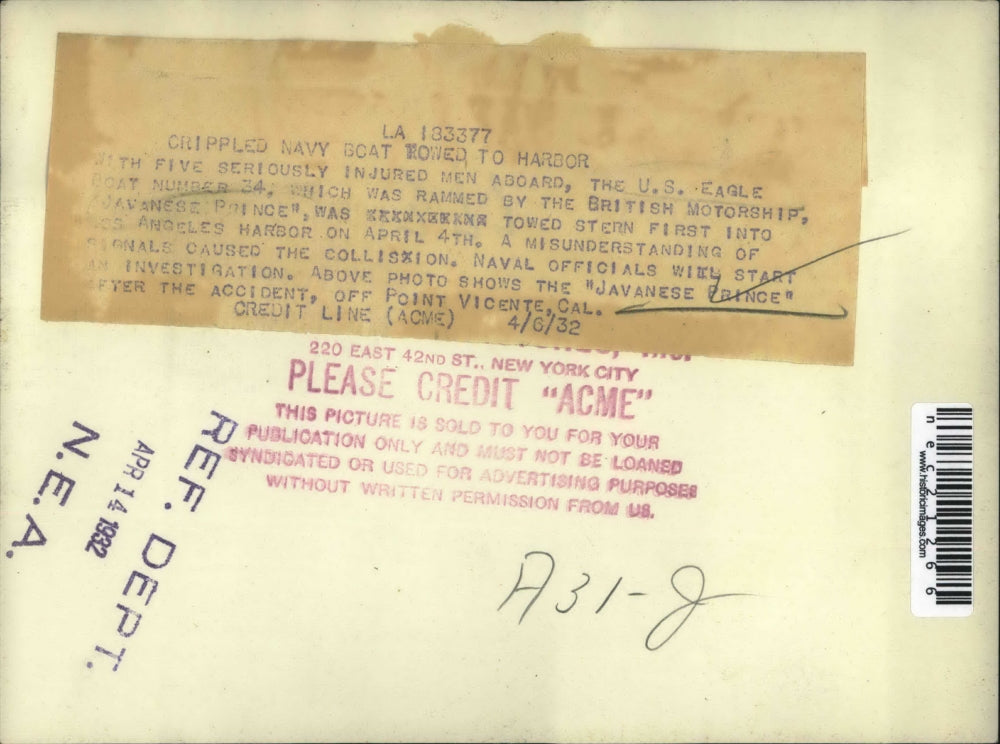 LA 183377
CRIPPLED NAVY BOAT TOWED TO HARBOR
WITH FIVE SERIOUSLY INJURED MEN ABOARD, THE U.S. EAGLE
BOAT NUMBER 34, WHICH WAS RAMMED BY THE BRITISH MOTORSHIP,
"JAVANESE PRINCE", WAS TOWED STERN FIRST INTO
LOS ANGELES HARBOR ON APRIL 4TH. A MISUNDERSTANDING OF
SIGNALS CAUSED THE COLLISION. NAVAL OFFICIALS WILL START
AN INVESTIGATION. ABOVE PHOTO SHOWS THE "JAVANESE PRINCE"
AFTER THE ACCIDENT, OFF POINT VICENTE, CAL.
CREDIT LINE (ACME) 4/6/32
220 EAST 42ND ST., NEW YORK CITY
PLEASE CREDIT "ACME"
THIS PICTURE IS SOLD TO YOU FOR YOUR
PUBLICATION ONLY AND MUST NOT BE LOANED
SYNDICATED OR USED FOR ADVERTISING PURPOSES
WITHOUT WRITTEN PERMISSION FROM US.
REF. DEPT.
APR 14 1932
N.E.A.
A31-J
nec21266
www.historicimages.com